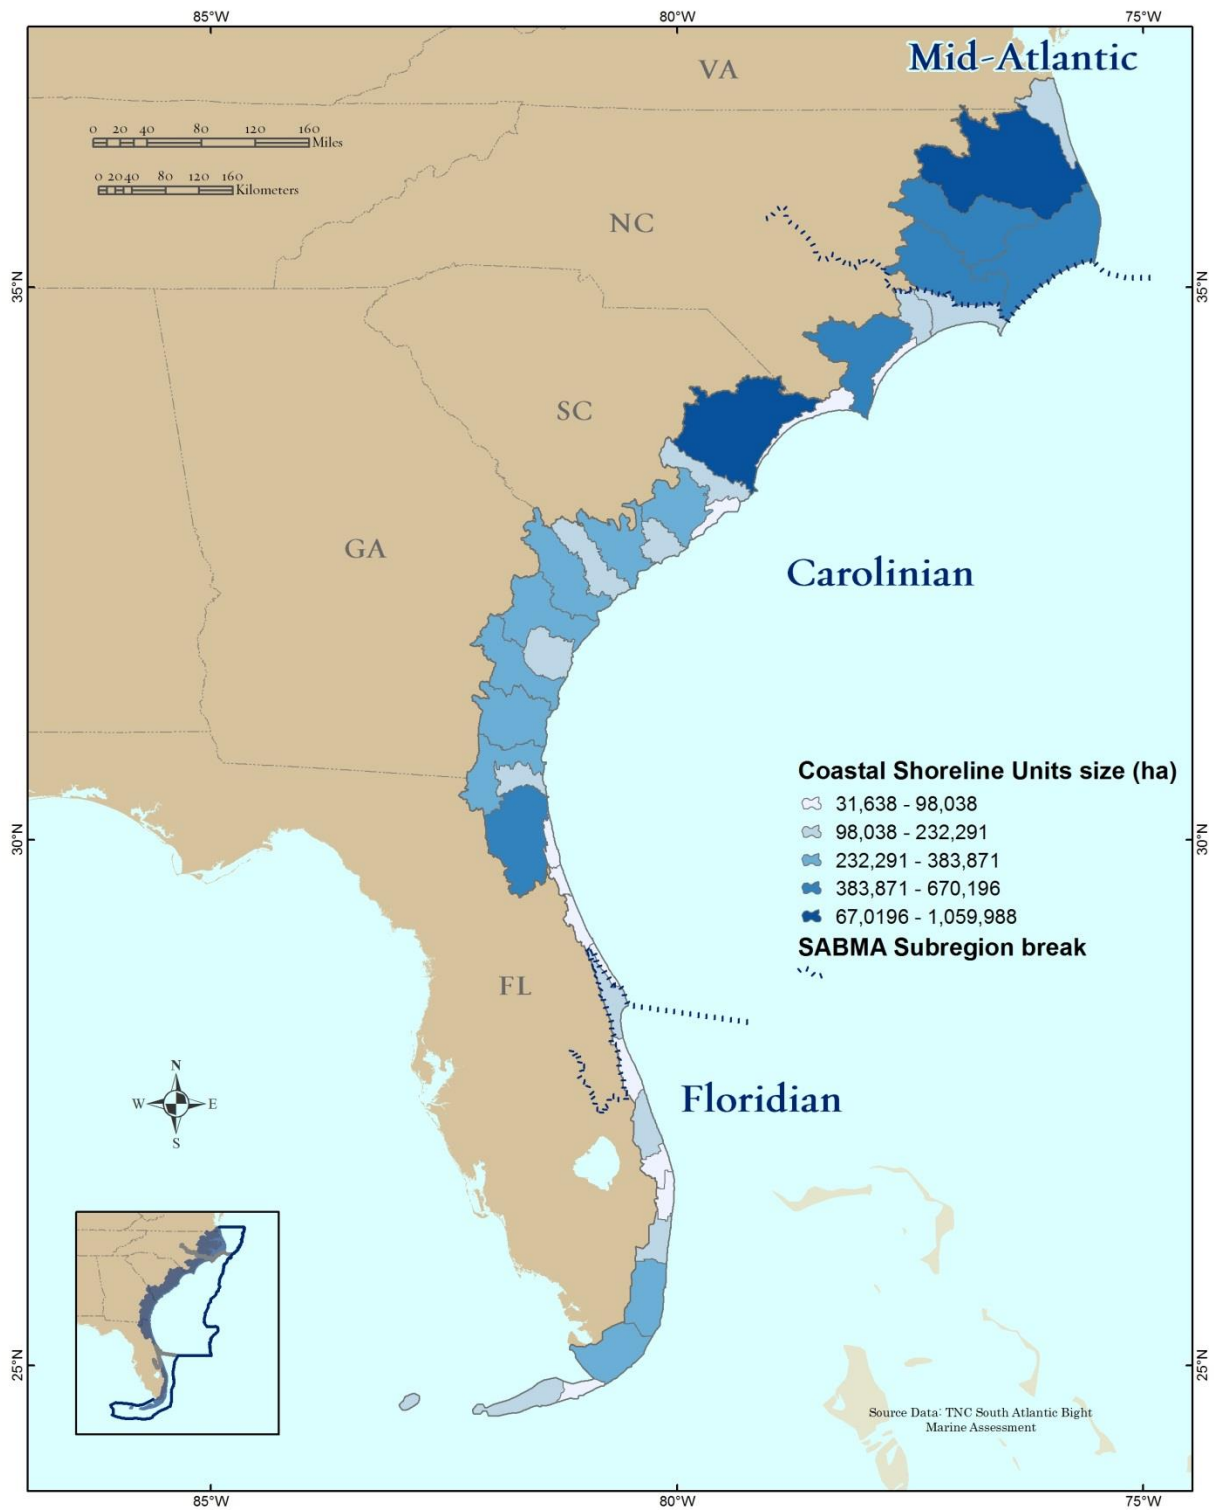 85°W 80°W 75°W
Mid-Atlantic
VA
0 20 40 80 120 160
Miles
0 20 40 80 120 160
Kilometers
NC
35°N 35°N
SC
GA
Carolinian
Coastal Shoreline Units size (ha)
31,638 - 98,038
98,038 - 232,291
232,291 - 383,871
383,871 - 670,196
67,0196 - 1,059,988
SABMA Subregion break
30°N 30°N
FL
N
W E
S
Floridian
25°N 25°N
Source Data: TNC South Atlantic Bight
Marine Assessment
85°W 80°W 75°W